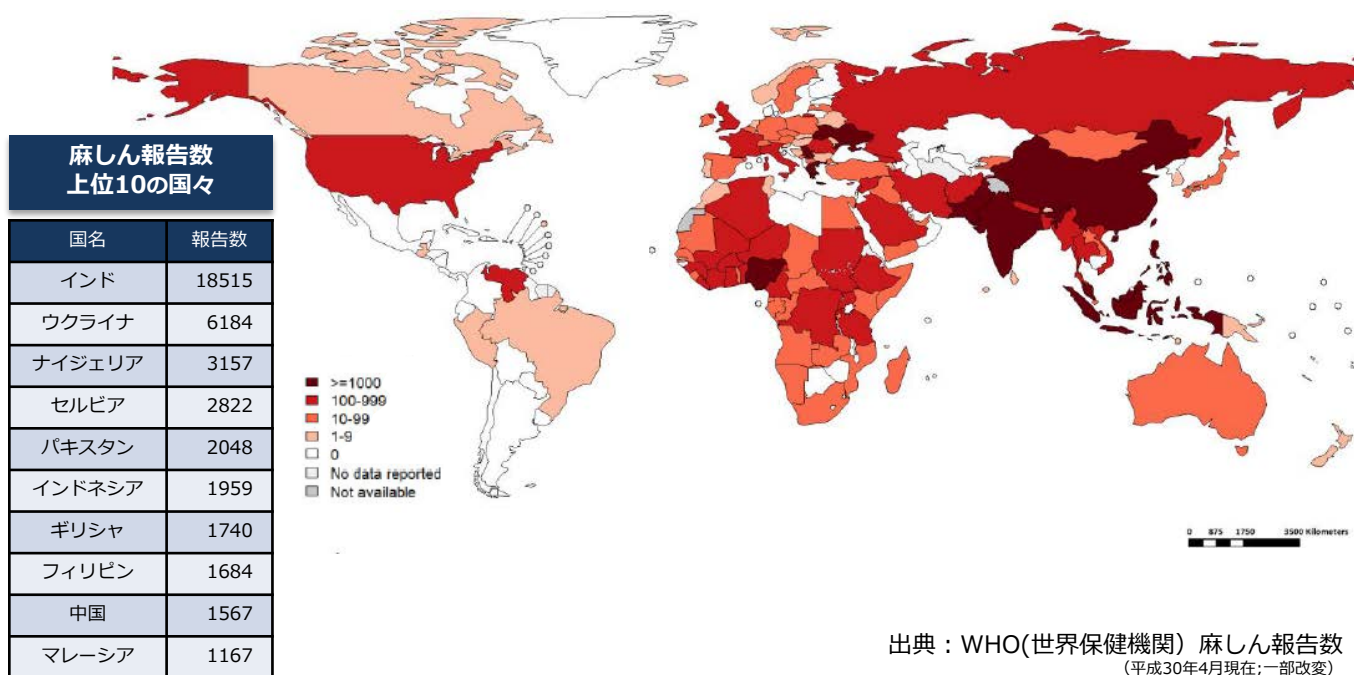 麻しん報告数
上位10の国々
国名 報告数
インド 18515
ウクライナ 6184
ナイジェリア 3157
セルビア 2822
パキスタン 2048
インドネシア 1959
ギリシャ 1740
フィリピン 1684
中国 1567
マレーシア 1167
>=1000
100-999
10-99
1-9
0
No data reported
Not available
0 875 1750 3500 Kilometers
出典：WHO(世界保健機関）麻しん報告数
（平成30年4月現在;一部改変）